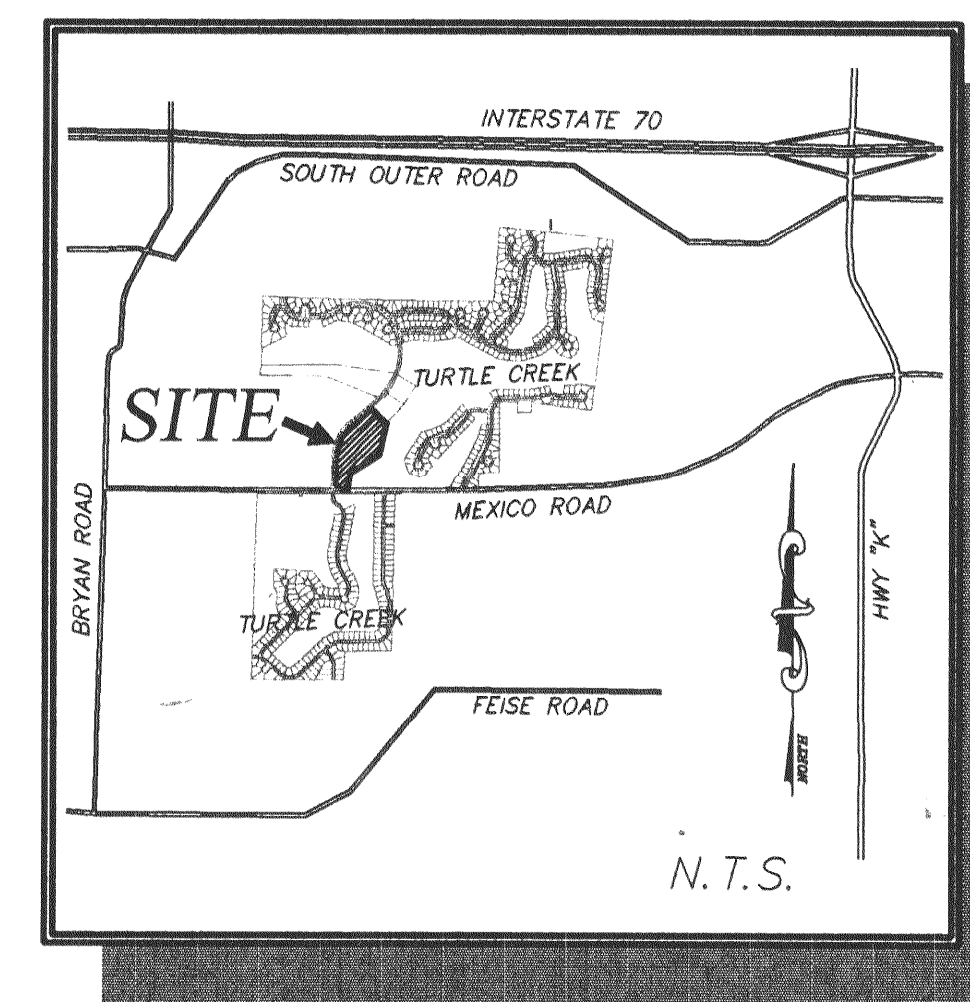 INTERSTATE 70
SOUTH OUTER ROAD
TURTLE CREEK
SITE
MEXICO ROAD
BRYAN ROAD
HWY "K"
TURTLE CREEK
FEISE ROAD
NORTH
N.T.S.